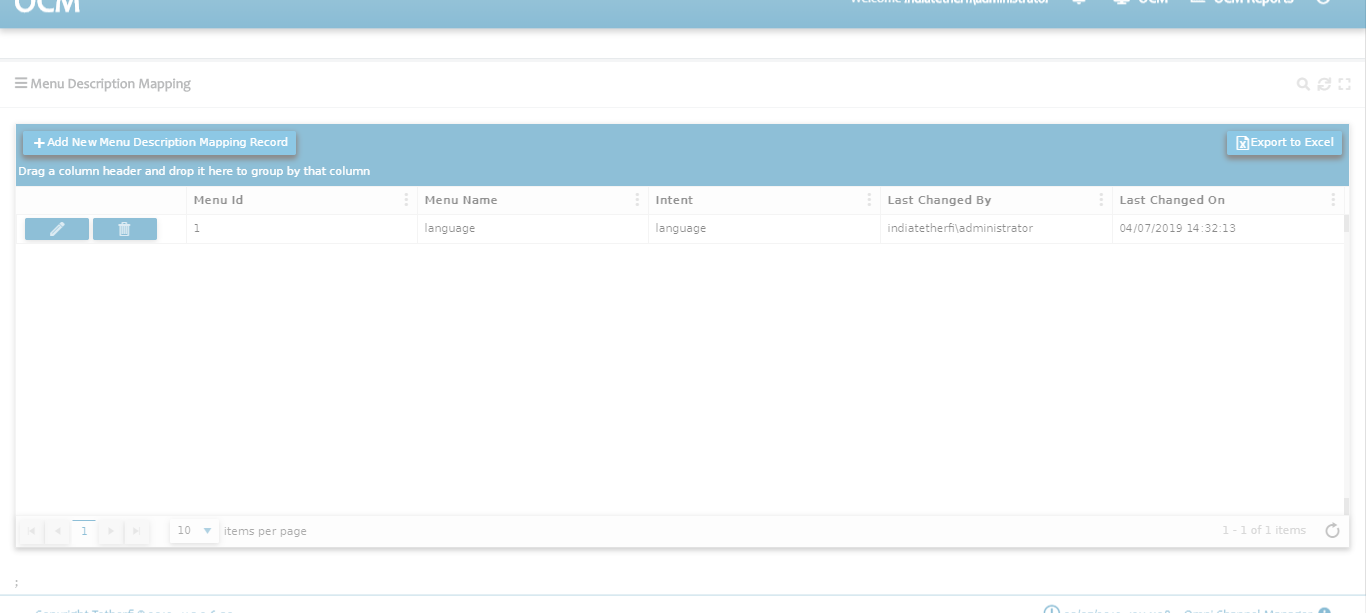 OCM
Welcome indiatetherfi\administrator OCM OCM Reports
Menu Description Mapping
Add New Menu Description Mapping Record
Export to Excel
Drag a column header and drop it here to group by that column
Menu Id Menu Name Intent Last Changed By Last Changed On
1 language language indiatetherfi\administrator 04/07/2019 14:32:13
1 10 items per page 1 - 1 of 1 items
;
Copyright Tetherfi Omni Channel Manager